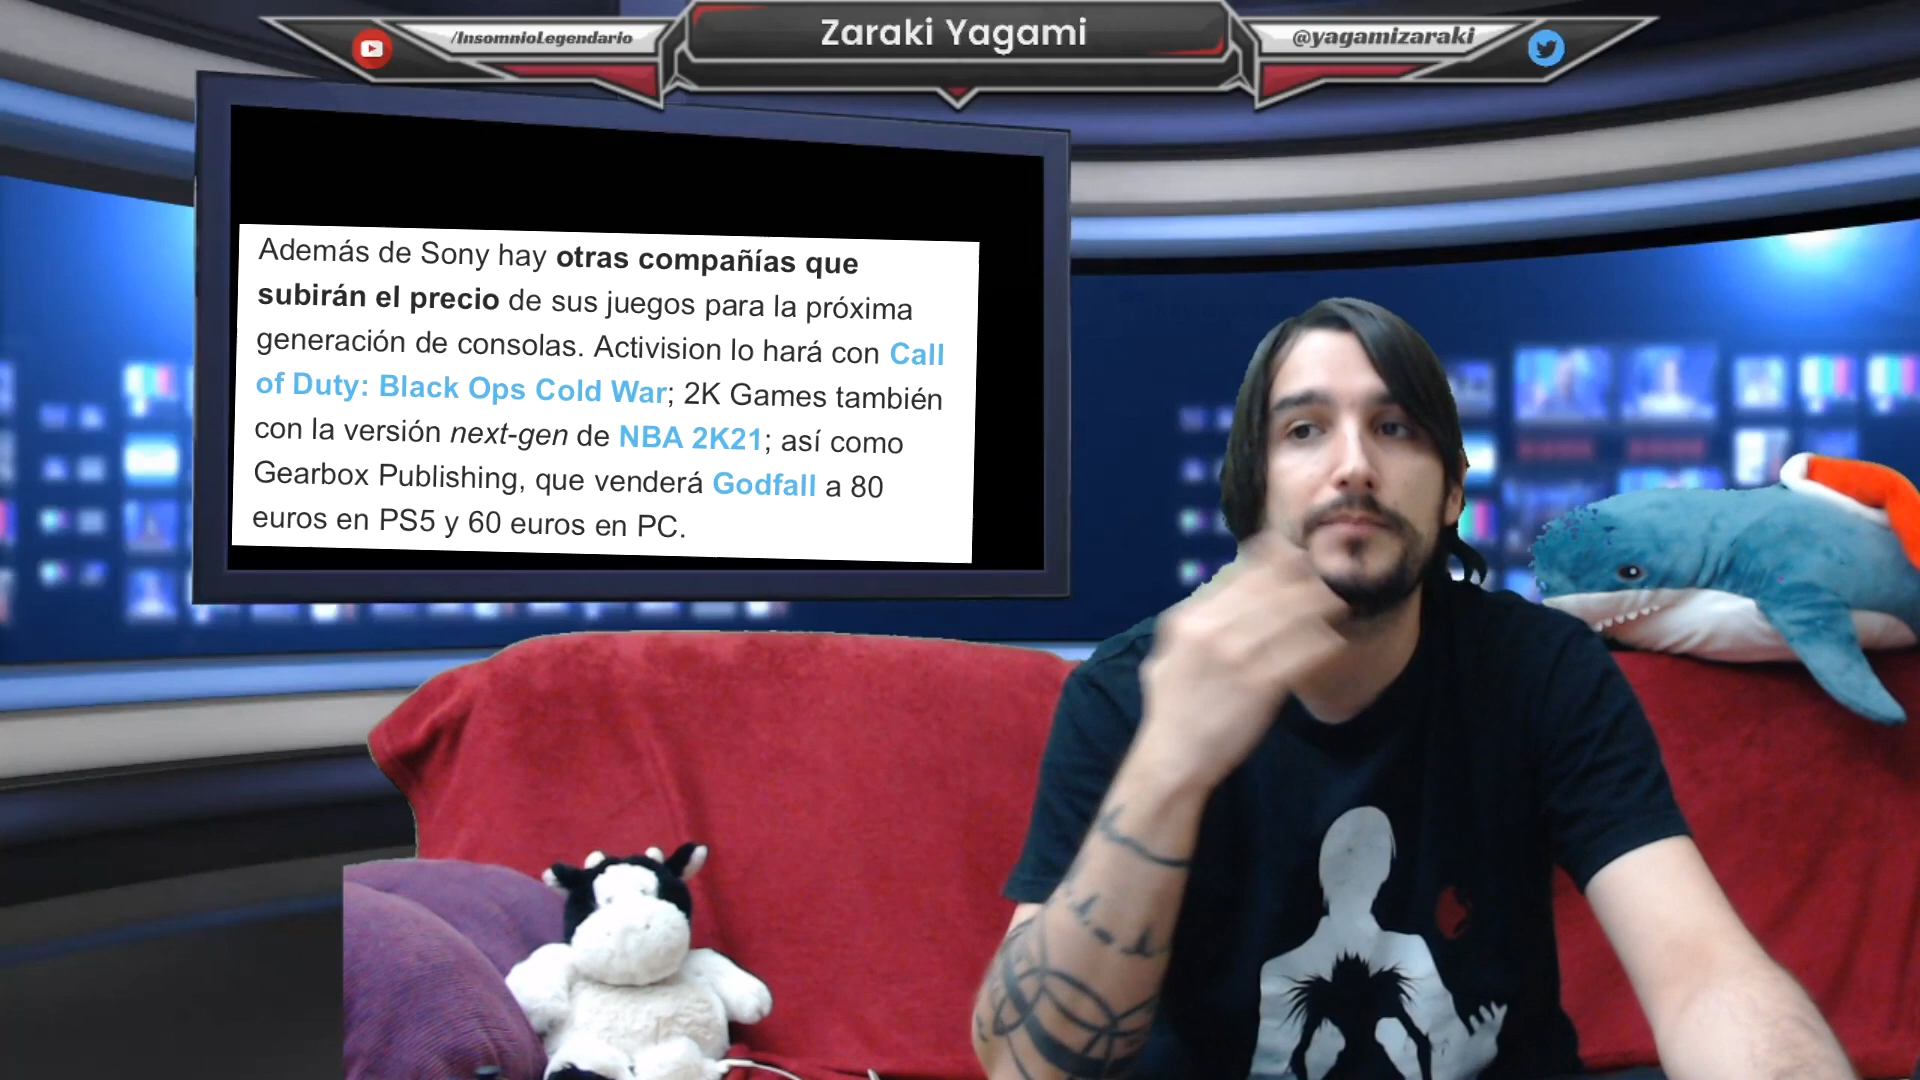 Zaraki Yagami
/InsomnioLegendario
@yagamizaraki
Además de Sony hay otras compañías que
subirán el precio de sus juegos para la próxima
generación de consolas. Activision lo hará con Call
of Duty: Black Ops Cold War; 2K Games también
con la versión next-gen de NBA 2K21; así como
Gearbox Publishing, que venderá Godfall a 80
euros en PS5 y 60 euros en PC.